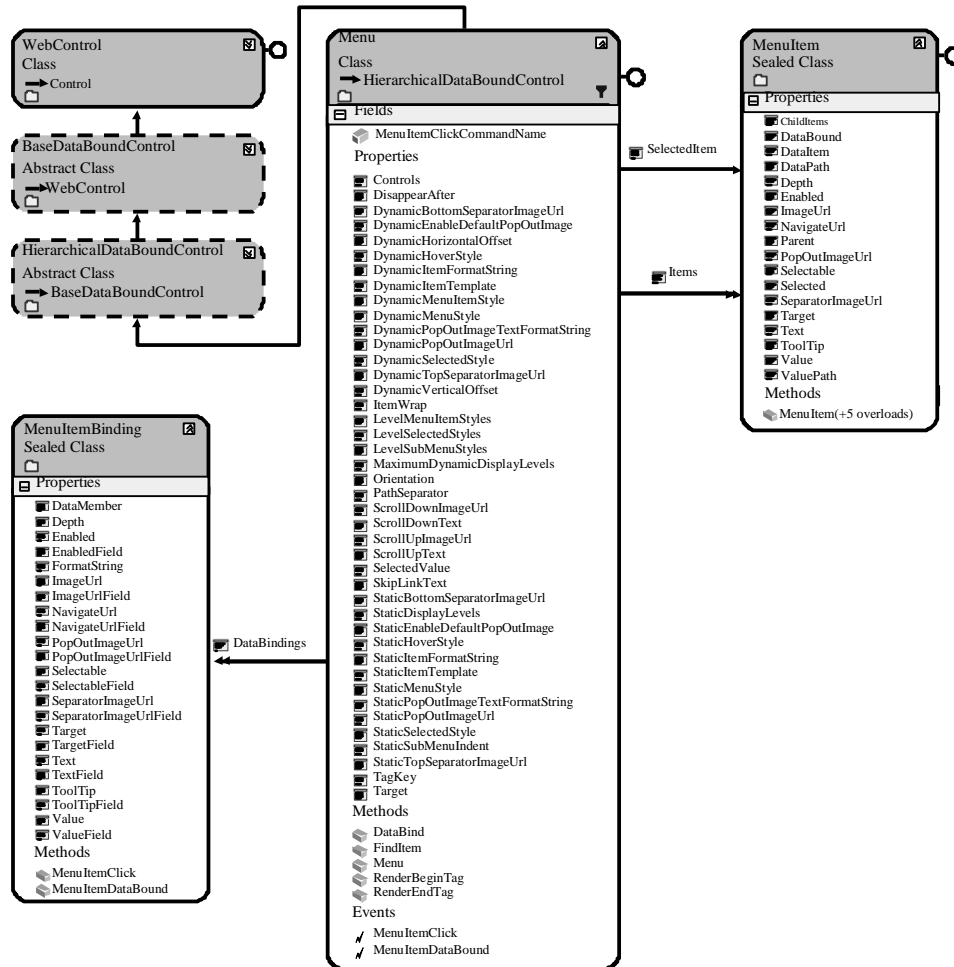 WebControl
Class
Control
BaseDataBoundControl
Abstract Class
WebControl
HierarchicalDataBoundControl
Abstract Class
BaseDataBoundControl
MenuItemBinding
Sealed Class
Properties
DataMember
Depth
Enabled
EnabledField
FormatString
ImageUrl
ImageUrlField
NavigateUrl
NavigateUrlField
PopOutImageUrl
PopOutImageUrlField
Selectable
SelectableField
SeparatorImageUrl
SeparatorImageUrlField
Target
TargetField
Text
TextField
ToolTip
ToolTipField
Value
ValueField
Methods
MenuItemClick
MenuItemDataBound
DataBindings
Menu
Class
HierarchicalDataBoundControl
Fields
MenuItemClickCommandName
Properties
Controls
DisappearAfter
DynamicBottomSeparatorImageUrl
DynamicEnableDefaultPopOutImage
DynamicHorizontalOffset
DynamicHoverStyle
DynamicItemFormatString
DynamicItemTemplate
DynamicMenuItemStyle
DynamicMenuStyle
DynamicPopOutImageTextFormatString
DynamicPopOutImageUrl
DynamicSelectedStyle
DynamicTopSeparatorImageUrl
DynamicVerticalOffset
ItemWrap
LevelMenuItemStyles
LevelSelectedStyles
LevelSubMenuStyles
MaximumDynamicDisplayLevels
Orientation
PathSeparator
ScrollDownImageUrl
ScrollDownText
ScrollUpImageUrl
ScrollUpText
SelectedValue
SkipLinkText
StaticBottomSeparatorImageUrl
StaticDisplayLevels
StaticEnableDefaultPopOutImage
StaticHoverStyle
StaticItemFormatString
StaticItemTemplate
StaticMenuStyle
StaticPopOutImageTextFormatString
StaticPopOutImageUrl
StaticSelectedStyle
StaticSubMenuIndent
StaticTopSeparatorImageUrl
TagKey
Target
Methods
DataBind
FindItem
Menu
RenderBeginTag
RenderEndTag
Events
MenuItemClick
MenuItemDataBound
SelectedItem
Items
MenuItem
Sealed Class
Properties
ChildItems
DataBound
DataItem
DataPath
Depth
Enabled
ImageUrl
NavigateUrl
Parent
PopOutImageUrl
Selectable
Selected
SeparatorImageUrl
Target
Text
ToolTip
Value
ValuePath
Methods
MenuItem(+5 overloads)